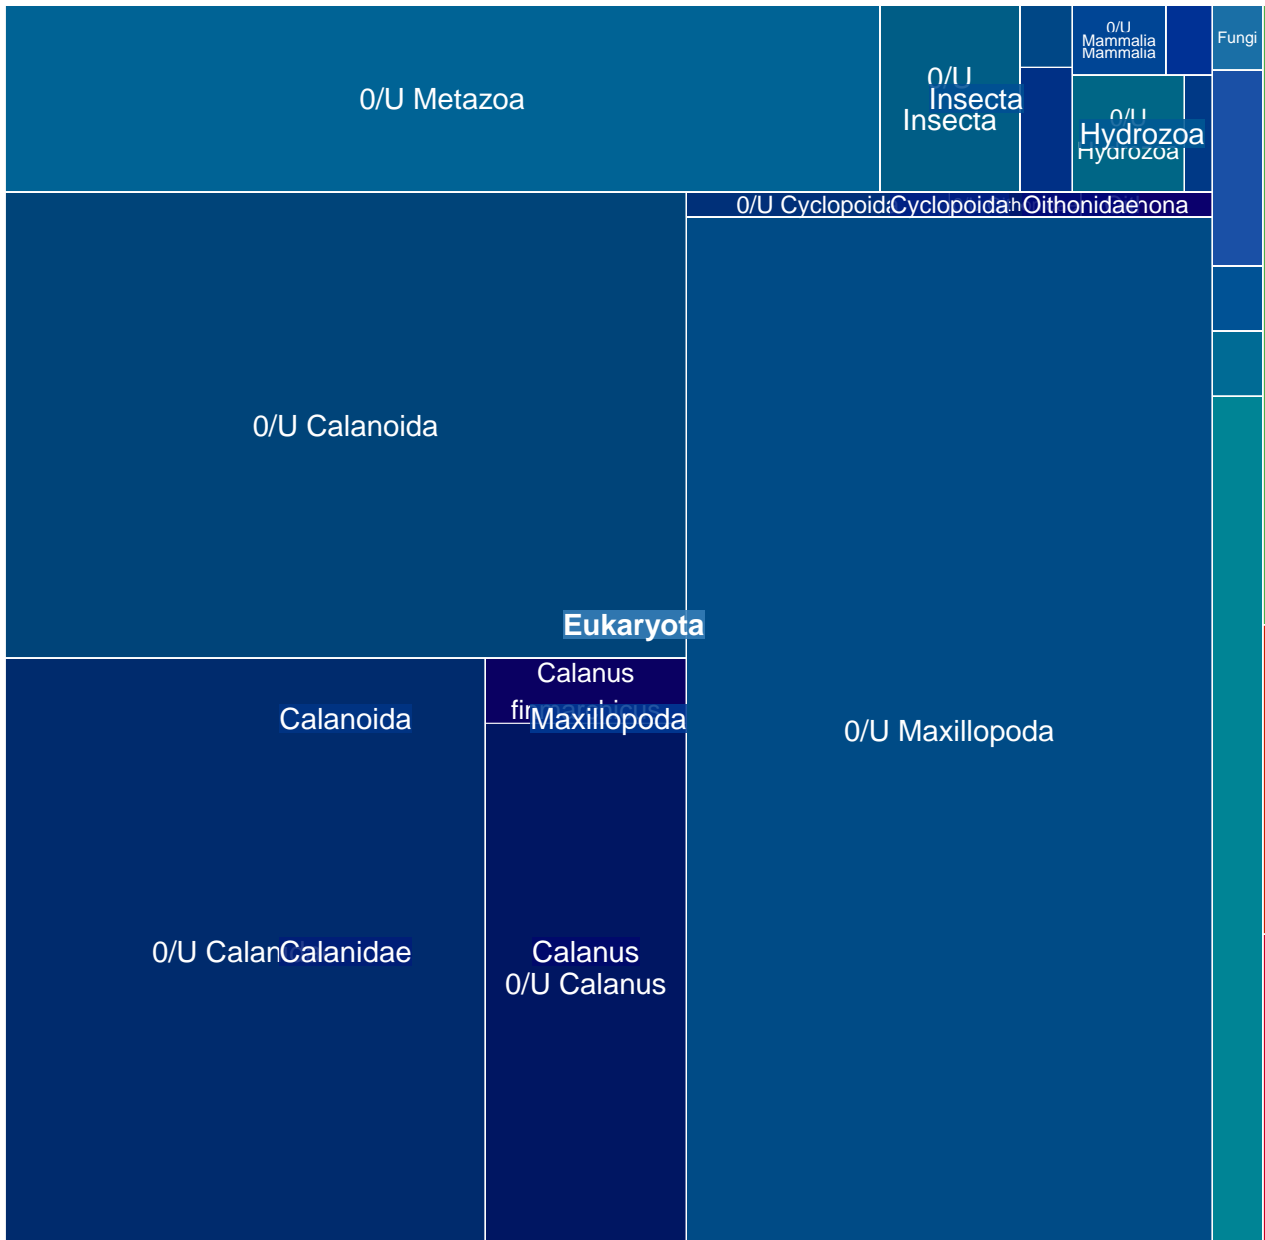 0/U Metazoa
0/U
Insecta
Insecta
0/U
Mammalia
Mammalia
Fungi
0/U
Hydrozoa
Hydrozoa
0/U Cyclopoida
Cyclopoida
Oithonidae
0/U Calanoida
Eukaryota
Calanus
Calanoida
Maxillopoda
0/U Maxillopoda
0/U
Calanidae
Calanus
0/U Calanus